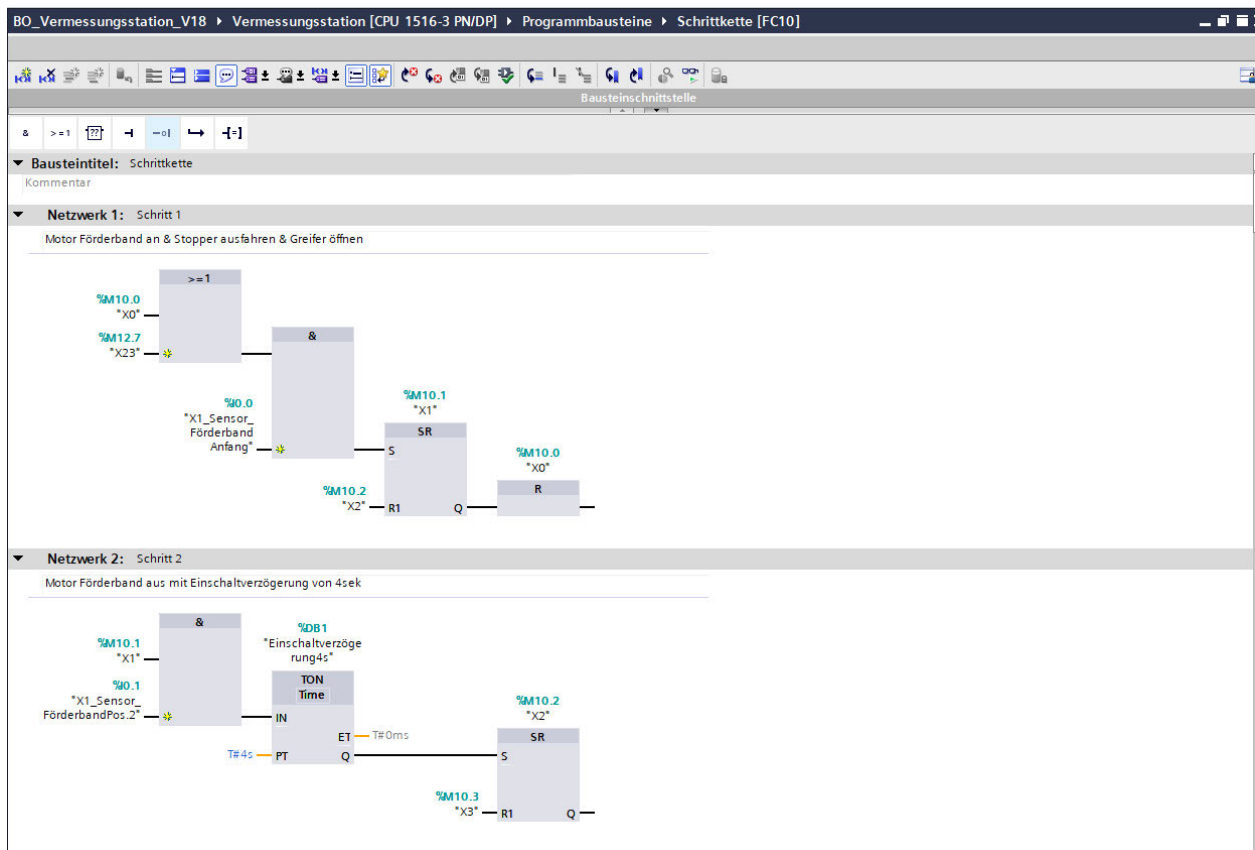 BO_Vermessungsstation_V18 ▸ Vermessungsstation [CPU 1516-3 PN/DP] ▸ Programmbausteine ▸ Schrittkette [FC10]
Bausteinschnittstelle
& >=1 ?? -o| -[=]
Bausteintitel: Schrittkette
Kommentar
Netzwerk 1: Schritt 1
Motor Förderband an & Stopper ausfahren & Greifer öffnen
>=1
%M10.0
"X0"
%M12.7
"X23"
&
%I0.0
"X1_Sensor_
Förderband
Anfang"
%M10.1
"X1"
SR
S
%M10.2
"X2"
R1
Q
%M10.0
"X0"
R
Netzwerk 2: Schritt 2
Motor Förderband aus mit Einschaltverzögerung von 4sek
&
%M10.1
"X1"
%I0.1
"X1_Sensor_
FörderbandPos.2"
%DB1
"Einschaltverzöge
rung4s"
TON
Time
IN
ET
T#0ms
T#4s
PT
Q
%M10.2
"X2"
SR
S
%M10.3
"X3"
R1
Q